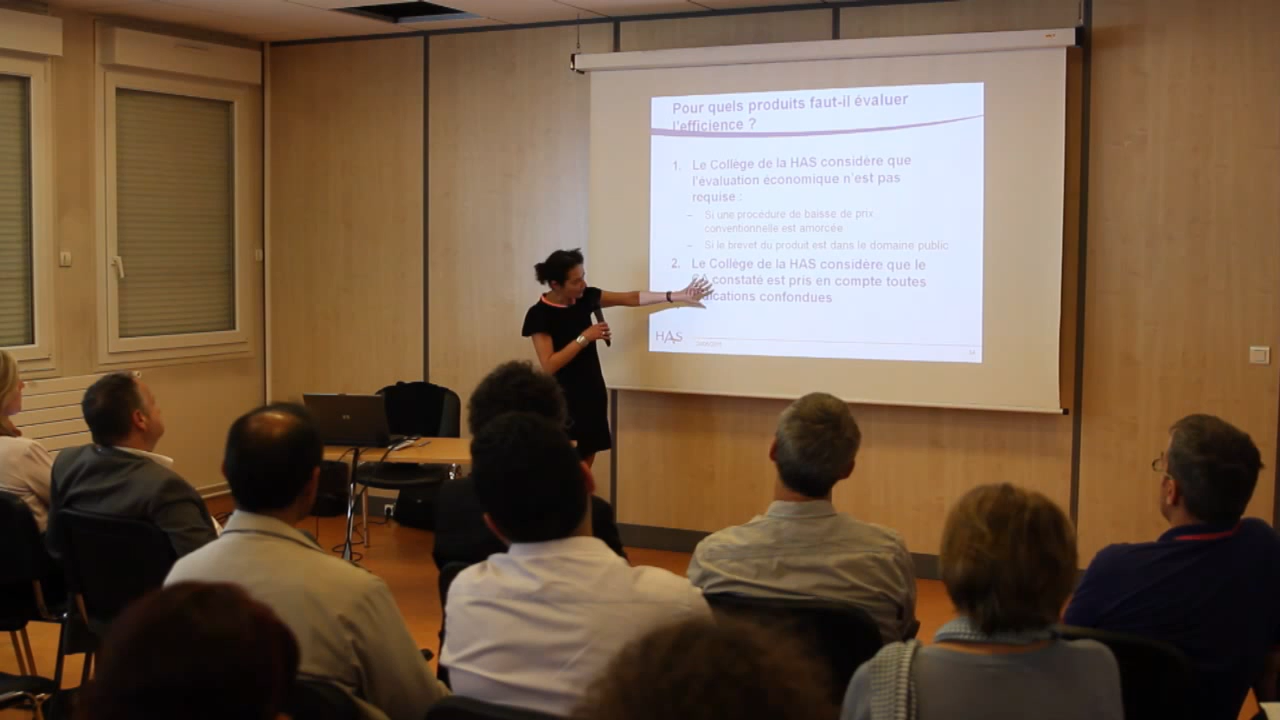 Pour quels produits faut-il évaluer
l'efficience ?
1. Le Collège de la HAS considère que
l'évaluation économique n'est pas
requise :
– Si une procédure de baisse de prix
conventionnelle est amorcée
– Si le brevet du produit est dans le domaine public
2. Le Collège de la HAS considère que le
CA constaté est pris en compte toutes
indications confondues
HAS